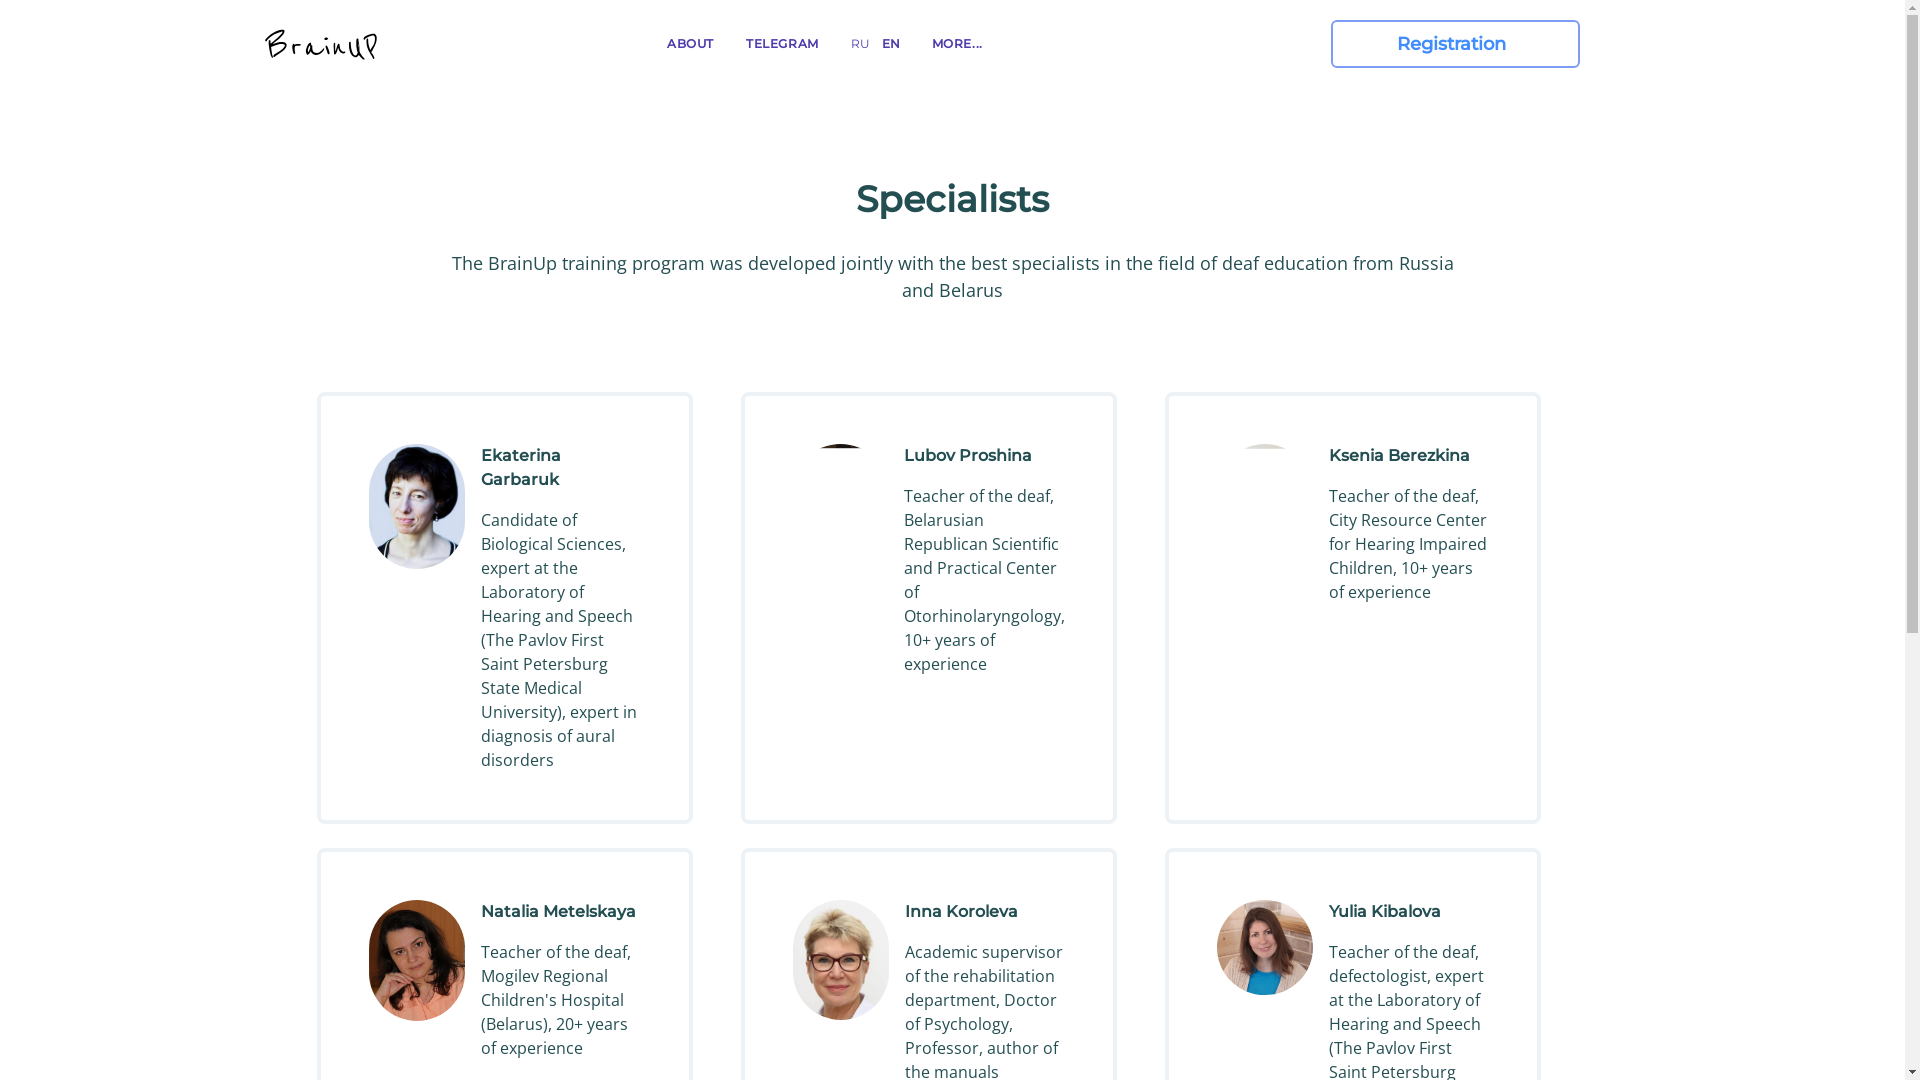 BrainUP
ABOUT
TELEGRAM
RU
EN
MORE...
Registration
Specialists
The BrainUp training program was developed jointly with the best specialists in the field of deaf education from Russia
and Belarus
Ekaterina
Garbaruk
Candidate of
Biological Sciences,
expert at the
Laboratory of
Hearing and Speech
(The Pavlov First
Saint Petersburg
State Medical
University), expert in
diagnosis of aural
disorders
Lubov Proshina
Teacher of the deaf,
Belarusian
Republican Scientific
and Practical Center
of
Otorhinolaryngology,
10+ years of
experience
Ksenia Berezkina
Teacher of the deaf,
City Resource Center
for Hearing Impaired
Children, 10+ years
of experience
Natalia Metelskaya
Teacher of the deaf,
Mogilev Regional
Children's Hospital
(Belarus), 20+ years
of experience
Inna Koroleva
Academic supervisor
of the rehabilitation
department, Doctor
of Psychology,
Professor, author of
the manuals
Yulia Kibalova
Teacher of the deaf,
defectologist, expert
at the Laboratory of
Hearing and Speech
(The Pavlov First
Saint Petersburg